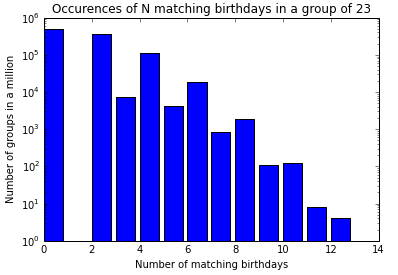 Occurences of N matching birthdays in a group of 23
Number of groups in a million
10^6
10^5
10^4
10^3
10^2
10^1
10^0
0 2 4 6 8 10 12 14
Number of matching birthdays